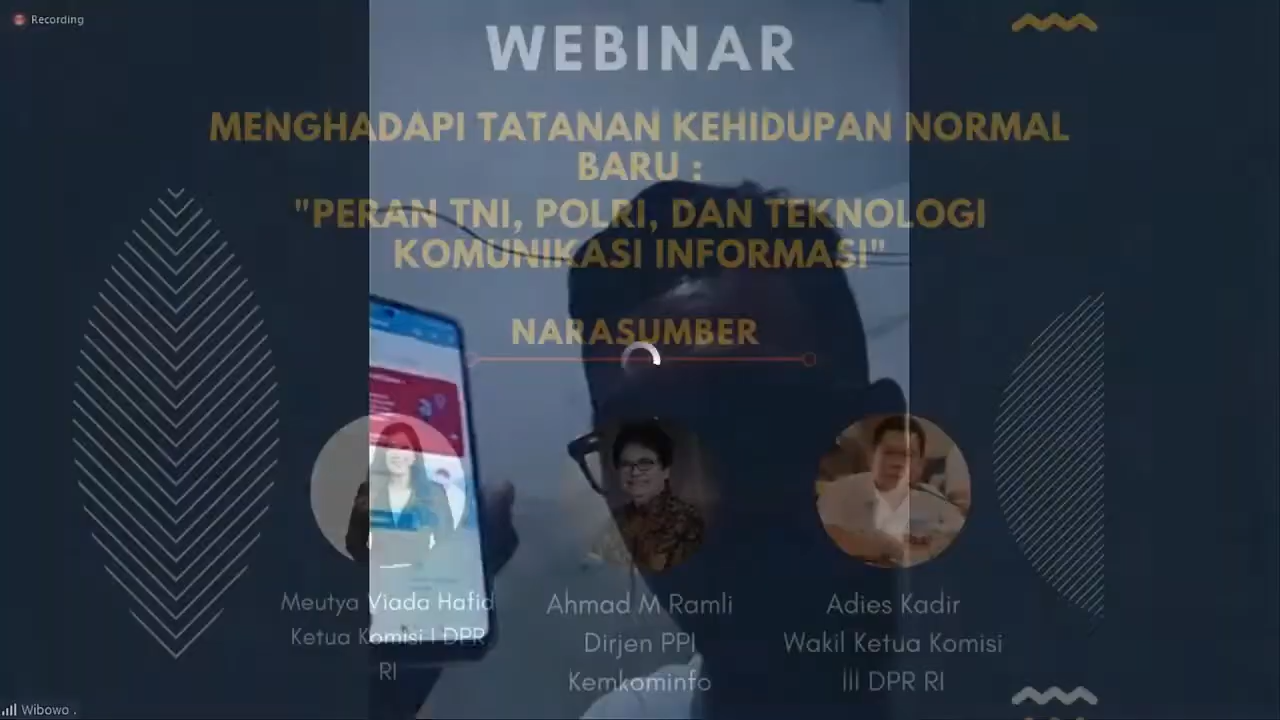 Recording
WEBINAR
MENGHADAPI TATANAN KEHIDUPAN NORMAL
BARU :
"PERAN TNI, POLRI, DAN TEKNOLOGI
KOMUNIKASI INFORMASI"
NARASUMBER
Meutya Viada Hafid
Ketua Komisi I DPR
RI
Ahmad M Ramli
Dirjen PPI
Kemkominfo
Adies Kadir
Wakil Ketua Komisi
III DPR RI
Wibowo .